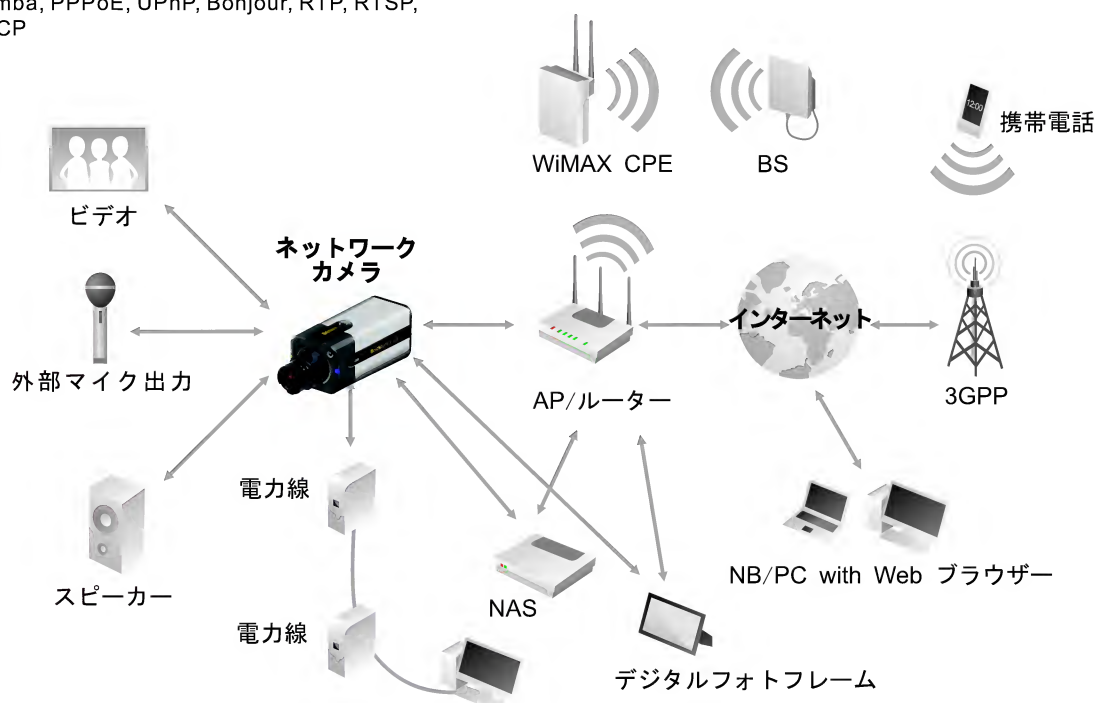 PPPoE, UPnP, Bonjour, RTP, RTSP,
WiMAX CPE
BS
12:00
携帯電話
ビデオ
ネットワーク
カメラ
外部マイク出力
インターネット
AP/ルーター
3GPP
電力線
スピーカー
NAS
NB/PC with Web ブラウザー
電力線
デジタルフォトフレーム